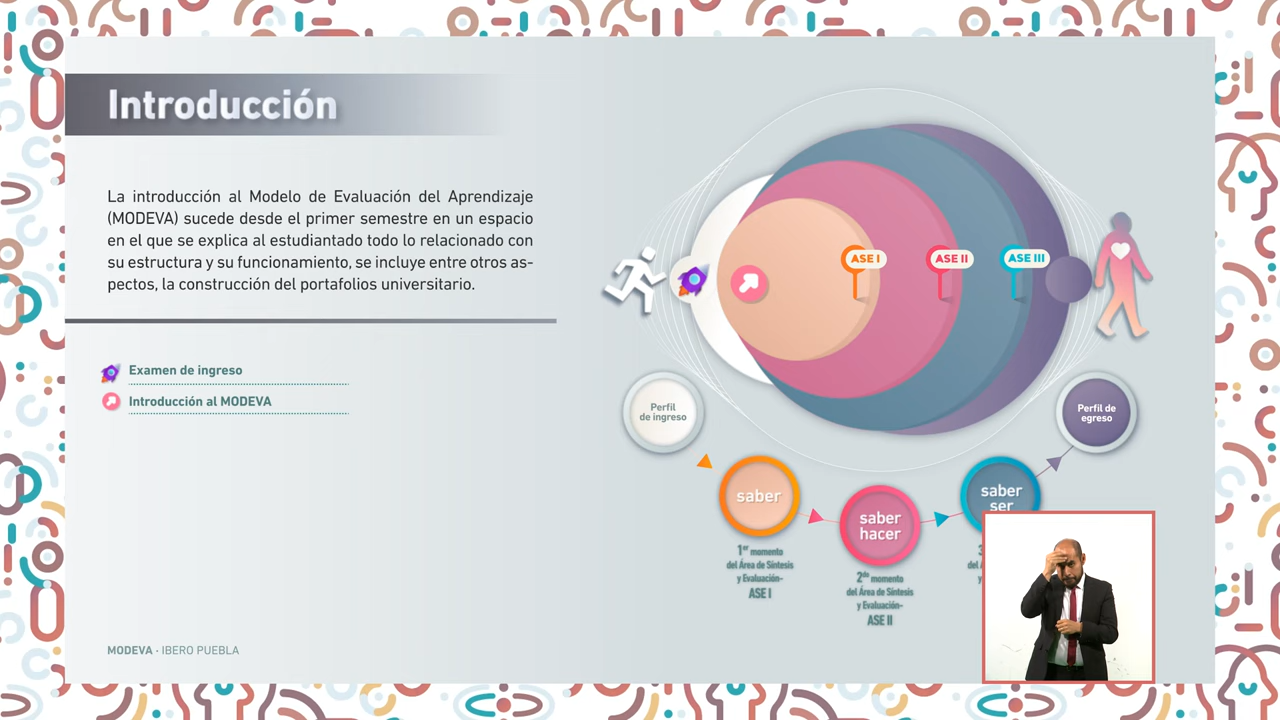 Introducción
La introducción al Modelo de Evaluación del Aprendizaje
(MODEVA) sucede desde el primer semestre en un espacio
en el que se explica al estudiantado todo lo relacionado con
su estructura y su funcionamiento, se incluye entre otros as-
pectos, la construcción del portafolios universitario.
Examen de ingreso
Introducción al MODEVA
ASE I
ASE II
ASE III
Perfil
de ingreso
saber
1er momento
del Área de Síntesis
y Evaluación-
ASE I
saber
hacer
2do momento
del Área de Síntesis
y Evaluación-
ASE II
saber
ser
Perfil de
egreso
MODEVA · IBERO PUEBLA